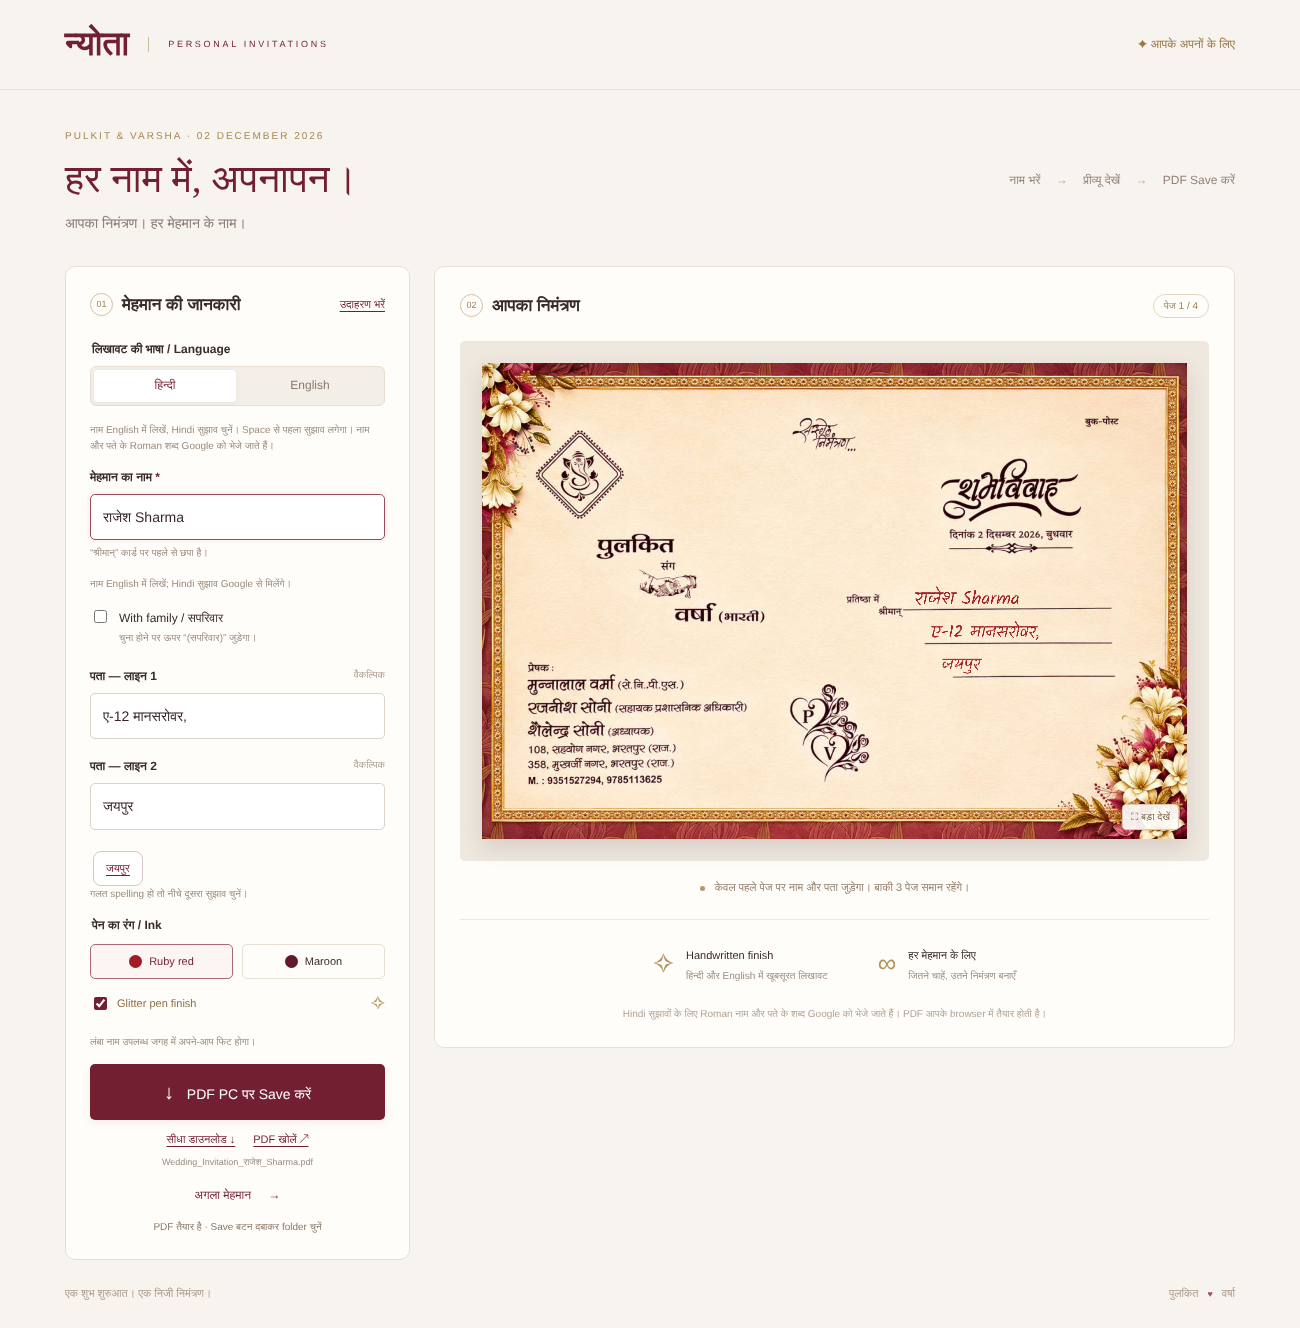 न्योता
PERSONAL INVITATIONS
✦ आपके अपनों के लिए
PULKIT & VARSHA · 02 DECEMBER 2026
हर नाम में, अपनापन।
आपका निमंत्रण। हर मेहमान के नाम।
नाम भरें → प्रीव्यू देखें → PDF Save करें
01 मेहमान की जानकारी
उदाहरण भरें
लिखावट की भाषा / Language
हिन्दी
English
नाम English में लिखें, Hindi सुझाव चुनें। Space से पहला सुझाव लगेगा। नाम
और पते के Roman शब्द Google को भेजे जाते हैं।
मेहमान का नाम *
राजेश Sharma
"श्रीमान्" कार्ड पर पहले से छपा है।
नाम English में लिखें; Hindi सुझाव Google से मिलेंगे।
With family / सपरिवार
चुना होने पर ऊपर "(सपरिवार)" जुड़ेगा।
पता — लाइन 1
वैकल्पिक
ए-12 मानसरोवर,
पता — लाइन 2
वैकल्पिक
जयपुर
जयपुर
गलत spelling हो तो नीचे दूसरा सुझाव चुनें।
पेन का रंग / Ink
Ruby red
Maroon
Glitter pen finish
लंबा नाम उपलब्ध जगह में अपने-आप फिट होगा।
↓ PDF PC पर Save करें
सीधा डाउनलोड ↓
PDF खोलें ↗
Wedding_Invitation_राजेश_Sharma.pdf
अगला मेहमान →
PDF तैयार है · Save बटन दबाकर folder चुनें
02 आपका निमंत्रण
पेज 1 / 4
सस्नेह
निमंत्रण...
बुक-पोस्ट
शुभविवाह
दिनांक 2 दिसम्बर 2026, बुधवार
पुलकित
संग
वर्षा (भारती)
प्रतिष्ठा में
श्रीमान्
राजेश Sharma
ए-12 मानसरोवर,
जयपुर
प्रेषक :
मुन्नालाल वर्मा (से.नि.पी.एुस.)
रजनीश सोनी (सहायक प्रशासनिक अधिकारी)
शैलेन्द्र सोनी (अध्यापक)
108, सहयोग नगर, भरतपुर (राज.)
358, मुखर्जी नगर, भरतपुर (राज.)
M. : 9351527294, 9785113625
P
V
बड़ा देखें
केवल पहले पेज पर नाम और पता जुड़ेगा। बाकी 3 पेज समान रहेंगे।
Handwritten finish
हिन्दी और English में खूबसूरत लिखावट
हर मेहमान के लिए
जितने चाहें, उतने निमंत्रण बनाएँ
Hindi सुझावों के लिए Roman नाम और पते के शब्द Google को भेजे जाते हैं। PDF आपके browser में तैयार होती है।
एक शुभ शुरुआत। एक निजी निमंत्रण।
पुलकित ♥ वर्षा